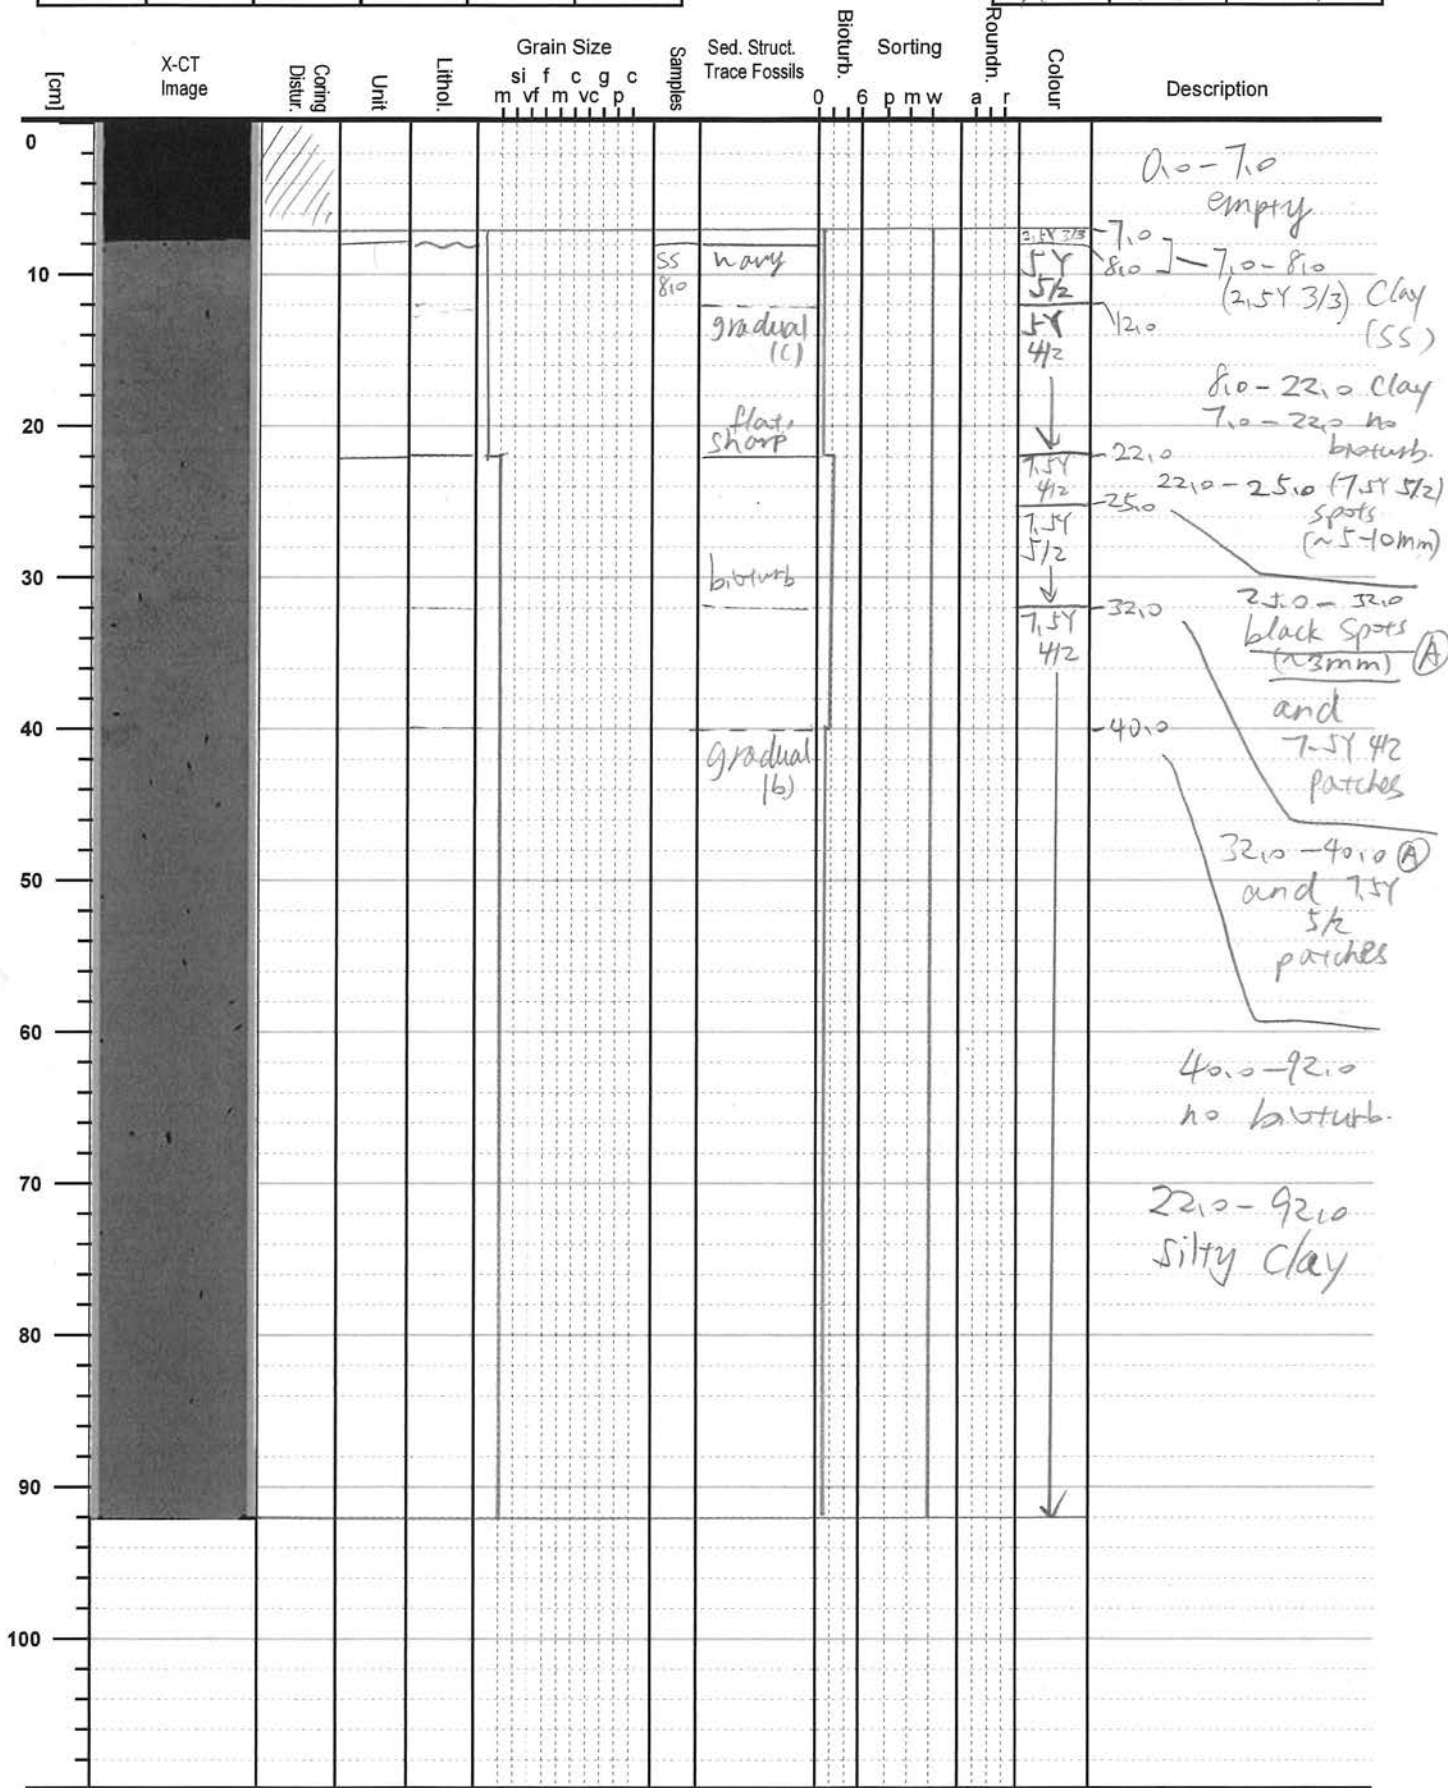 [cm]
X-CT
Image
Coring
Distur.
Unit
Lithol.
Grain Size
si f c g c
m vf m vc p
Samples
Sed. Struct.
Trace Fossils
Bioturb.
0 6
Sorting
p m w
Roundn.
a r
Colour
Description
0
10
20
30
40
50
60
70
80
90
100
SS
8.0
wavy
gradual
(c)
flat,
sharp
bioturb
gradual
(b)
2.5Y 3/3
5Y
5/2
5Y
4/2
7.5Y
4/2
7.5Y
5/2
7.5Y
4/2
7.0
8.0
12.0
22.0
25.0
32.0
40.0
0.0-7.0
empty
7.0-8.0
(2.5Y 3/3) Clay
(SS)
8.0-22.0 Clay
7.0-22.0 no
bioturb.
22.0-25.0 (7.5Y 5/2)
spots
(~5-10mm)
25.0-32.0
black spots
(~3mm) Ⓐ
and
7.5Y 4/2
patches
32.0-40.0 Ⓐ
and 7.5Y
5/2
patches
40.0-92.0
no bioturb.
22.0-92.0
Silty Clay